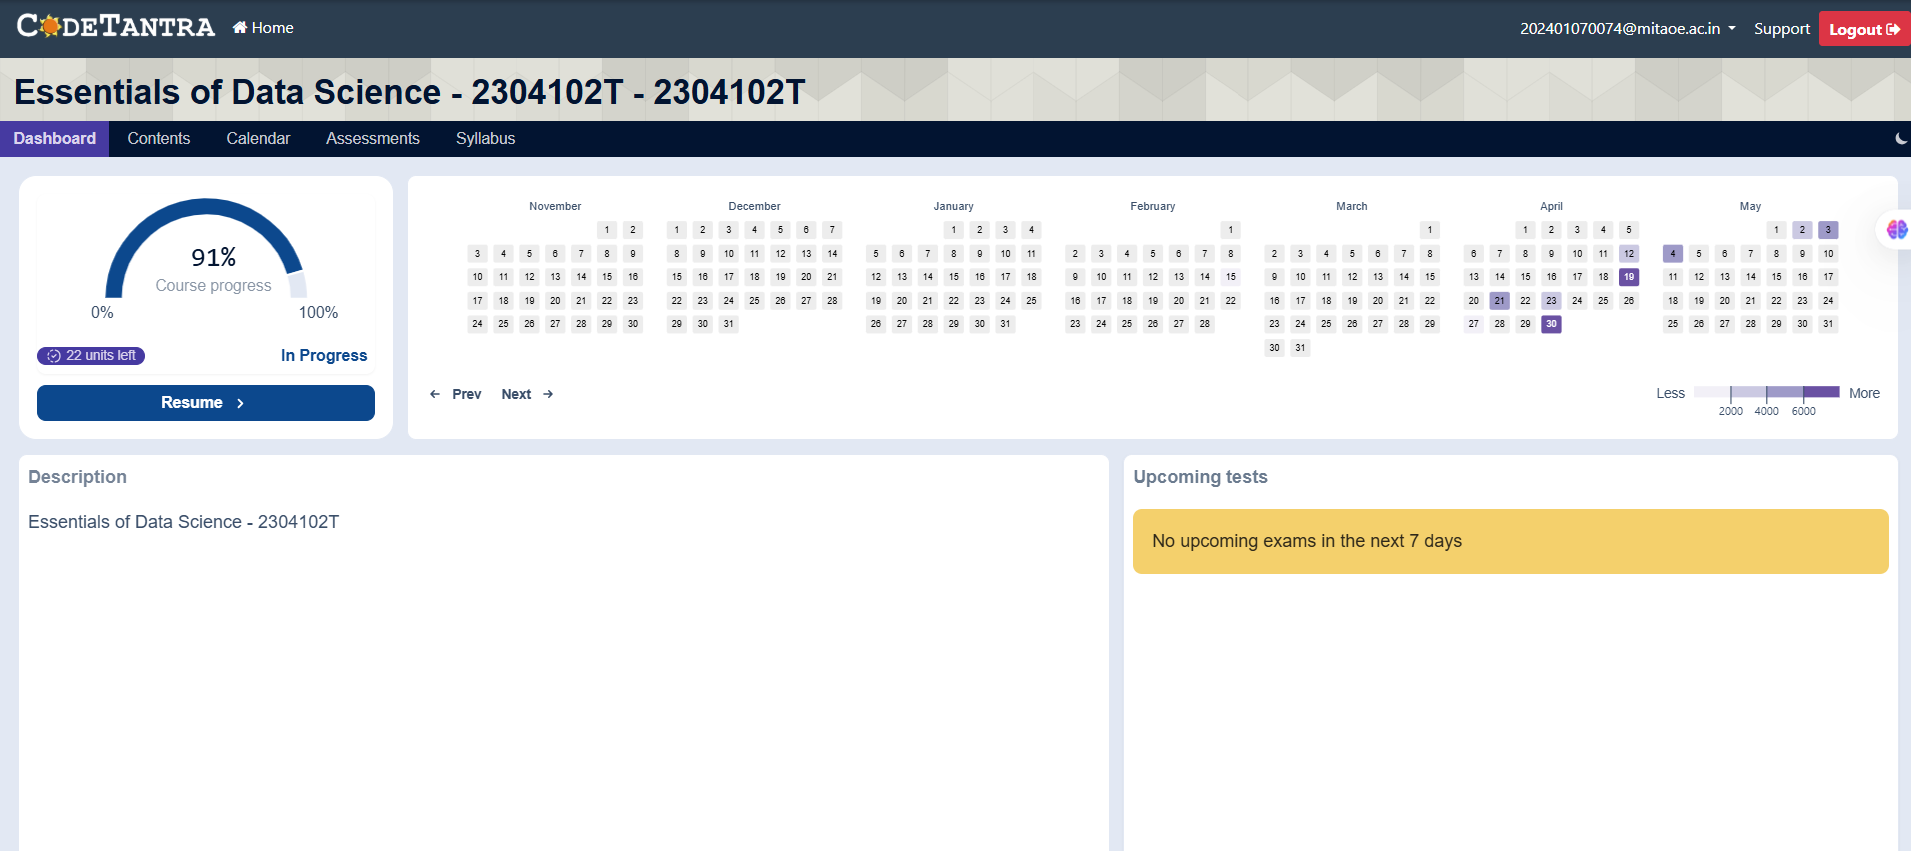 CODETANTRA Home 202401070074@mitaoe.ac.in Support Logout
Essentials of Data Science - 2304102T - 2304102T
Dashboard Contents Calendar Assessments Syllabus
91%
Course progress
0% 100%
22 units left In Progress
Resume
November December January February March April May
1 2 1 2 3 4 5 6 7 1 2 3 4 1 1 1 2 3 4 5 1 2 3
3 4 5 6 7 8 9 8 9 10 11 12 13 14 5 6 7 8 9 10 11 2 3 4 5 6 7 8 2 3 4 5 6 7 8 6 7 8 9 10 11 12 4 5 6 7 8 9 10
10 11 12 13 14 15 16 15 16 17 18 19 20 21 12 13 14 15 16 17 18 9 10 11 12 13 14 15 9 10 11 12 13 14 15 13 14 15 16 17 18 19 11 12 13 14 15 16 17
17 18 19 20 21 22 23 22 23 24 25 26 27 28 19 20 21 22 23 24 25 16 17 18 19 20 21 22 16 17 18 19 20 21 22 20 21 22 23 24 25 26 18 19 20 21 22 23 24
24 25 26 27 28 29 30 29 30 31 26 27 28 29 30 31 23 24 25 26 27 28 23 24 25 26 27 28 29 27 28 29 30 25 26 27 28 29 30 31
30 31
Prev Next Less More
2000 4000 6000
Description
Essentials of Data Science - 2304102T
Upcoming tests
No upcoming exams in the next 7 days